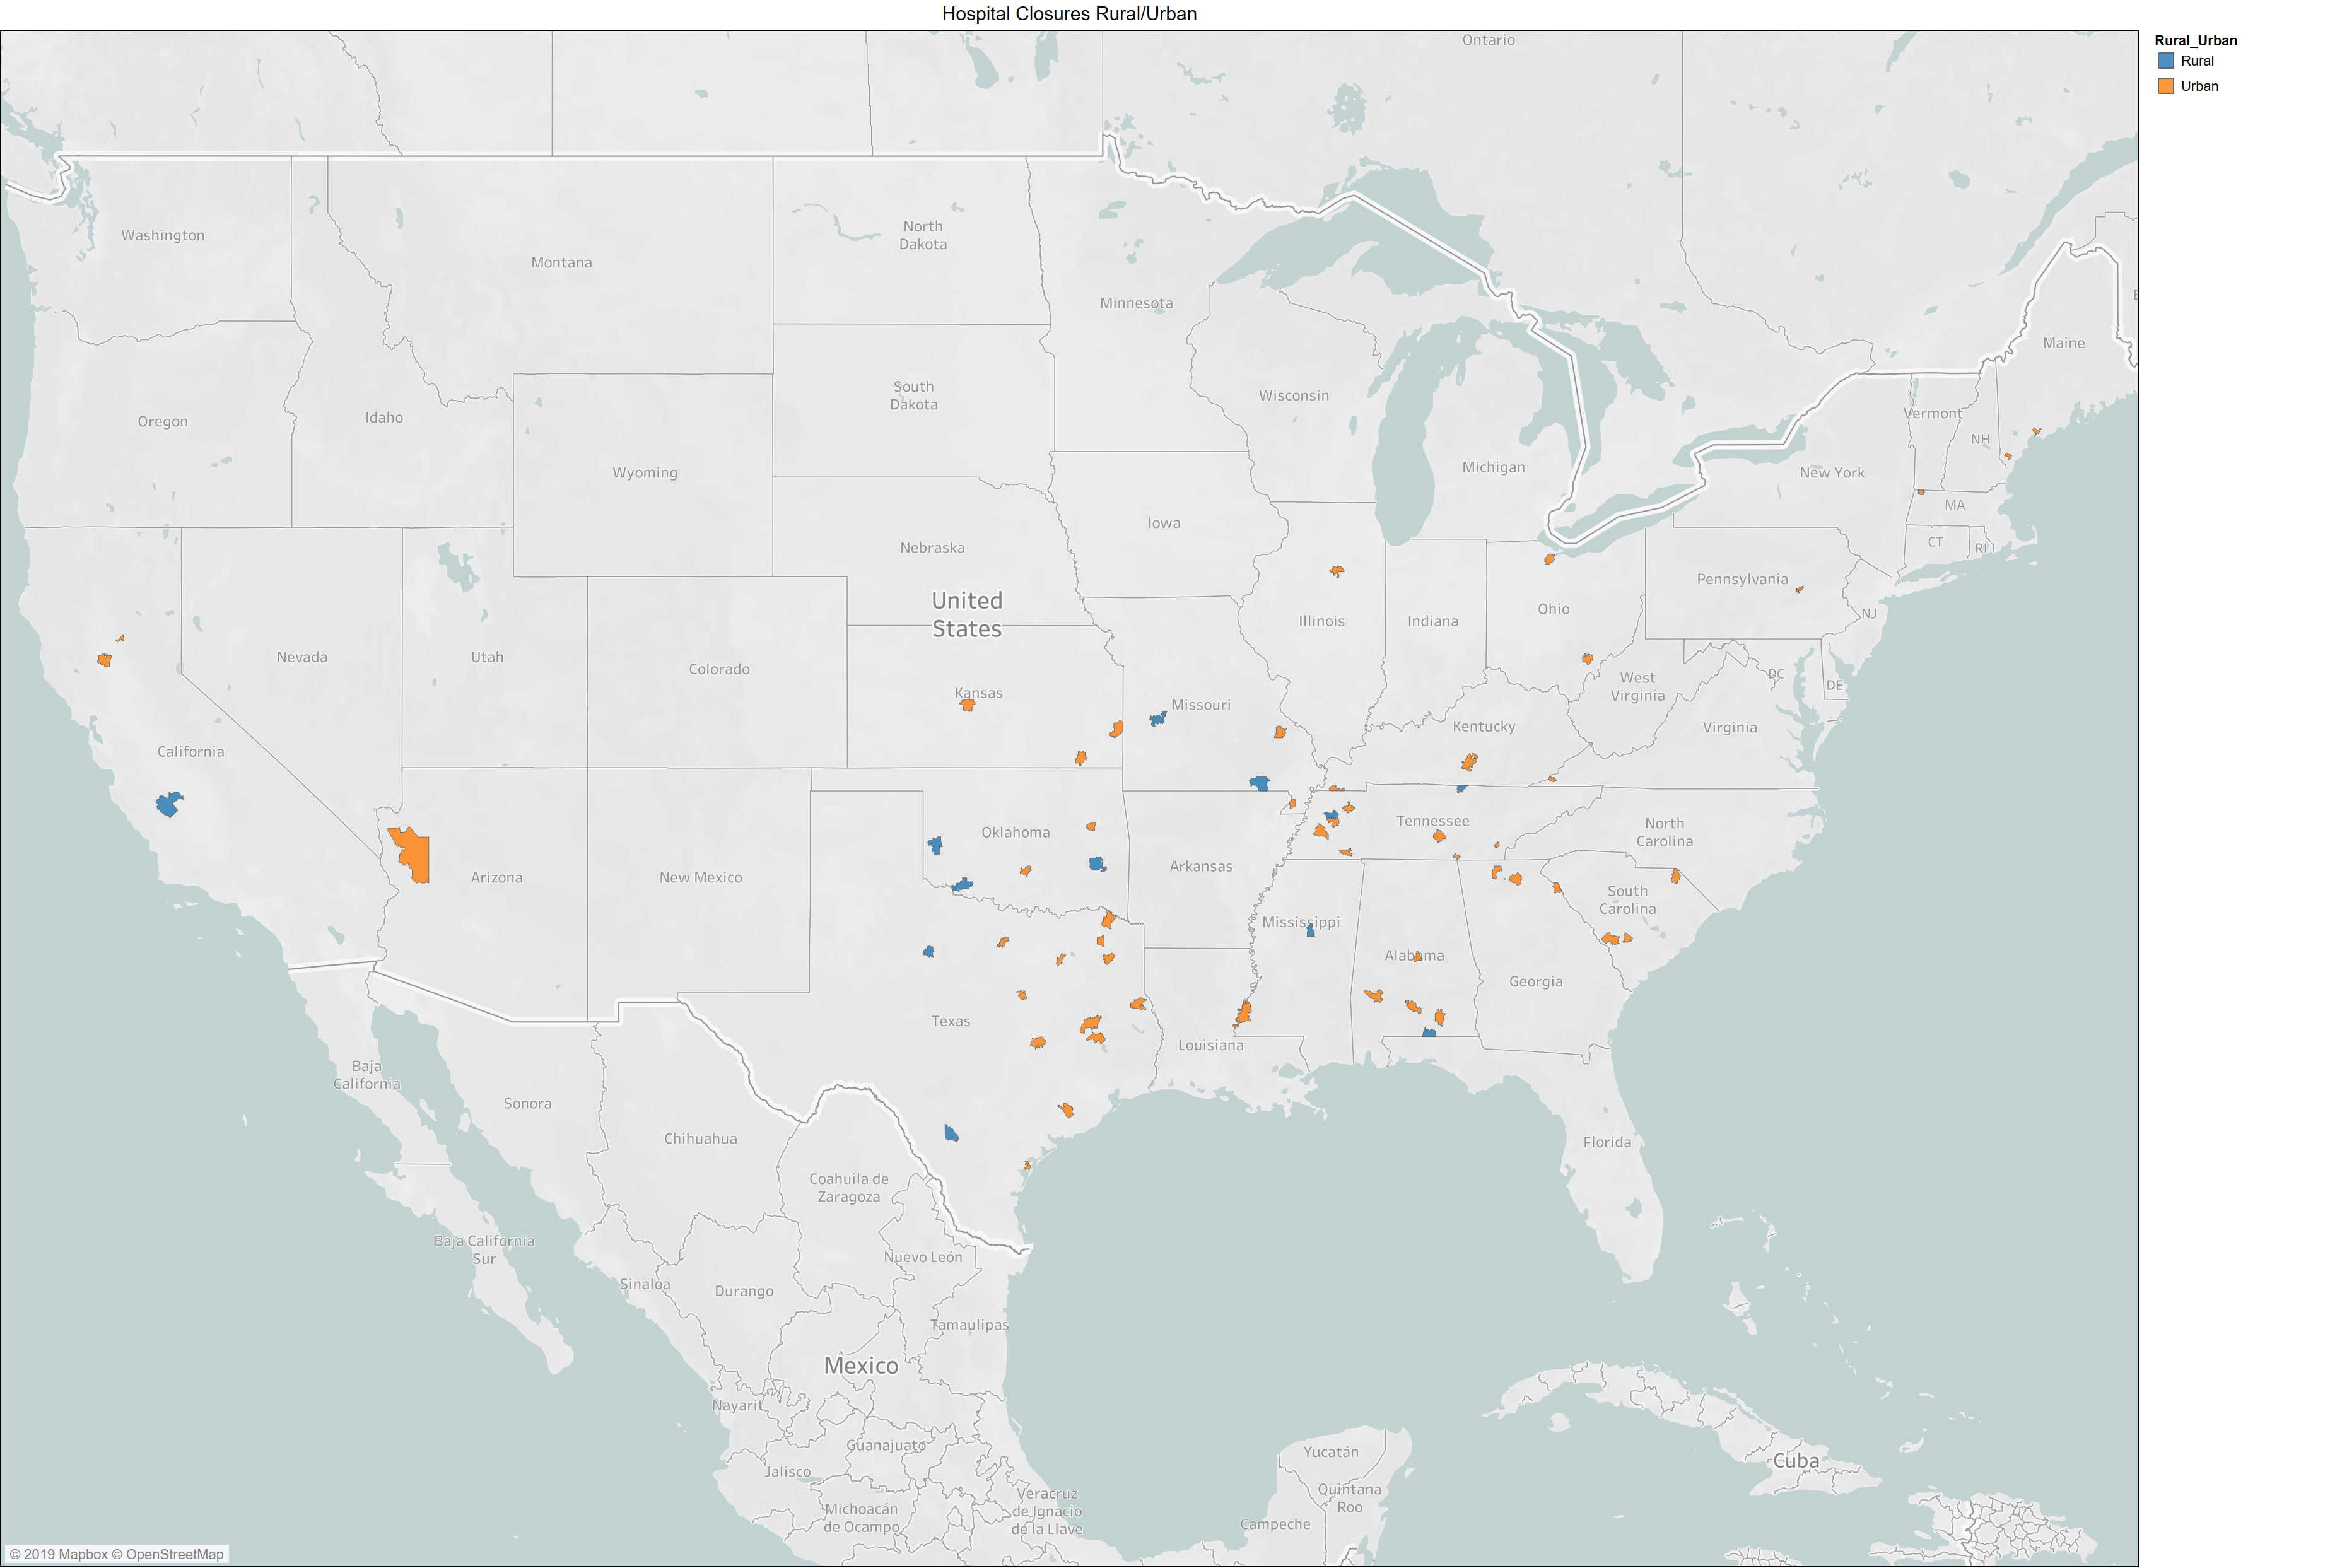 Hospital Closures Rural/Urban
Rural_Urban
Rural
Urban
Ontario
Washington
Montana
North
Dakota
Minnesota
Maine
Oregon
Idaho
South
Dakota
Wisconsin
Vermont
NH
Michigan
New York
Wyoming
MA
Iowa
CT
RI
Nebraska
Pennsylvania
United
States
Ohio
NJ
Illinois
Indiana
Nevada
Utah
Colorado
DC
DE
West
Virginia
Kansas
Missouri
Kentucky
Virginia
California
Oklahoma
Tennessee
North
Carolina
Arizona
New Mexico
Arkansas
South
Carolina
Mississippi
Alabama
Georgia
Texas
Louisiana
Baja
California
Sonora
Chihuahua
Florida
Coahuila de
Zaragoza
Baja California
Sur
Nuevo León
Sinaloa
Durango
Tamaulipas
Mexico
Nayarit
Guanajuato
Yucatán
Cuba
Jalisco
Quintana
Roo
Veracruz
de Ignacio
de la Llave
Michoacán
de Ocampo
Campeche
© 2019 Mapbox © OpenStreetMap